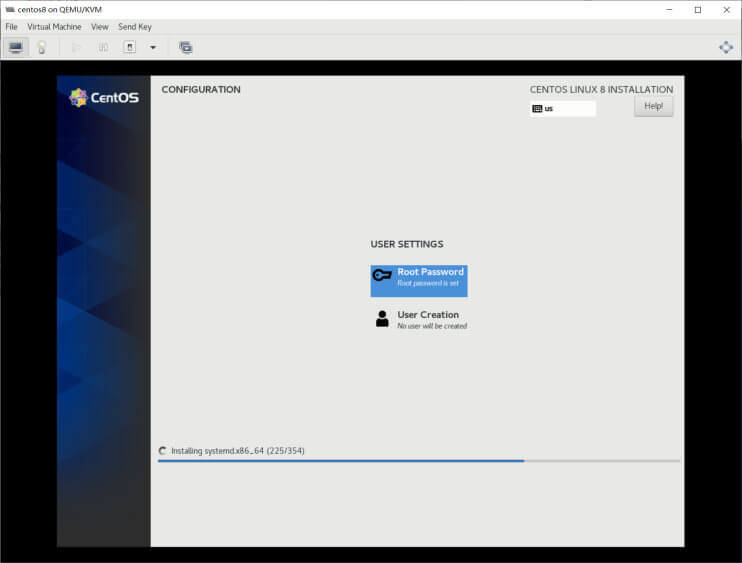 centos8 on QEMU/KVM
File Virtual Machine View Send Key
CentOS
CONFIGURATION
CENTOS LINUX 8 INSTALLATION
us
Help!
USER SETTINGS
Root Password
Root password is set
User Creation
No user will be created
Installing systemd.x86_64 (225/354)